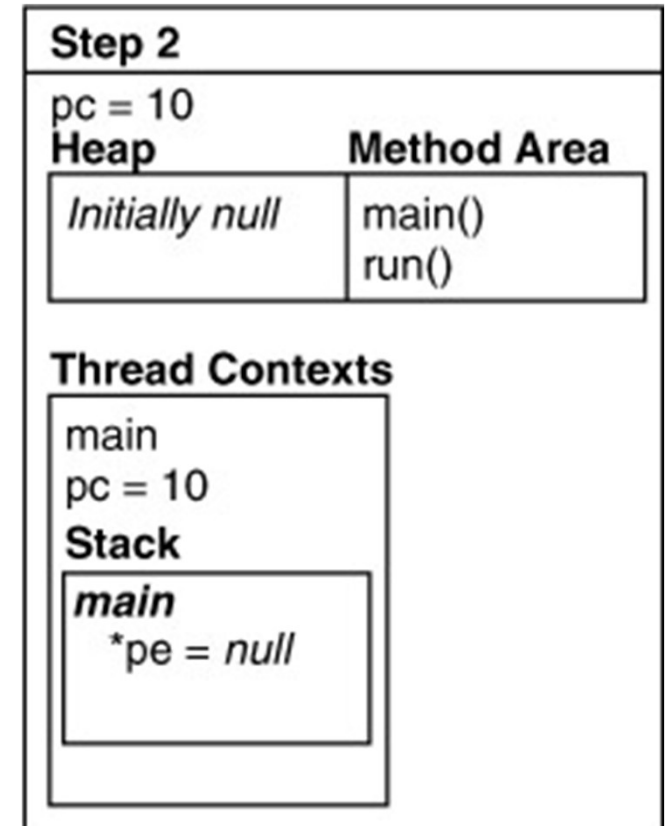 Step 2
pc = 10
Heap Method Area
Initially null main()
run()
Thread Contexts
main
pc = 10
Stack
main
*pe = null